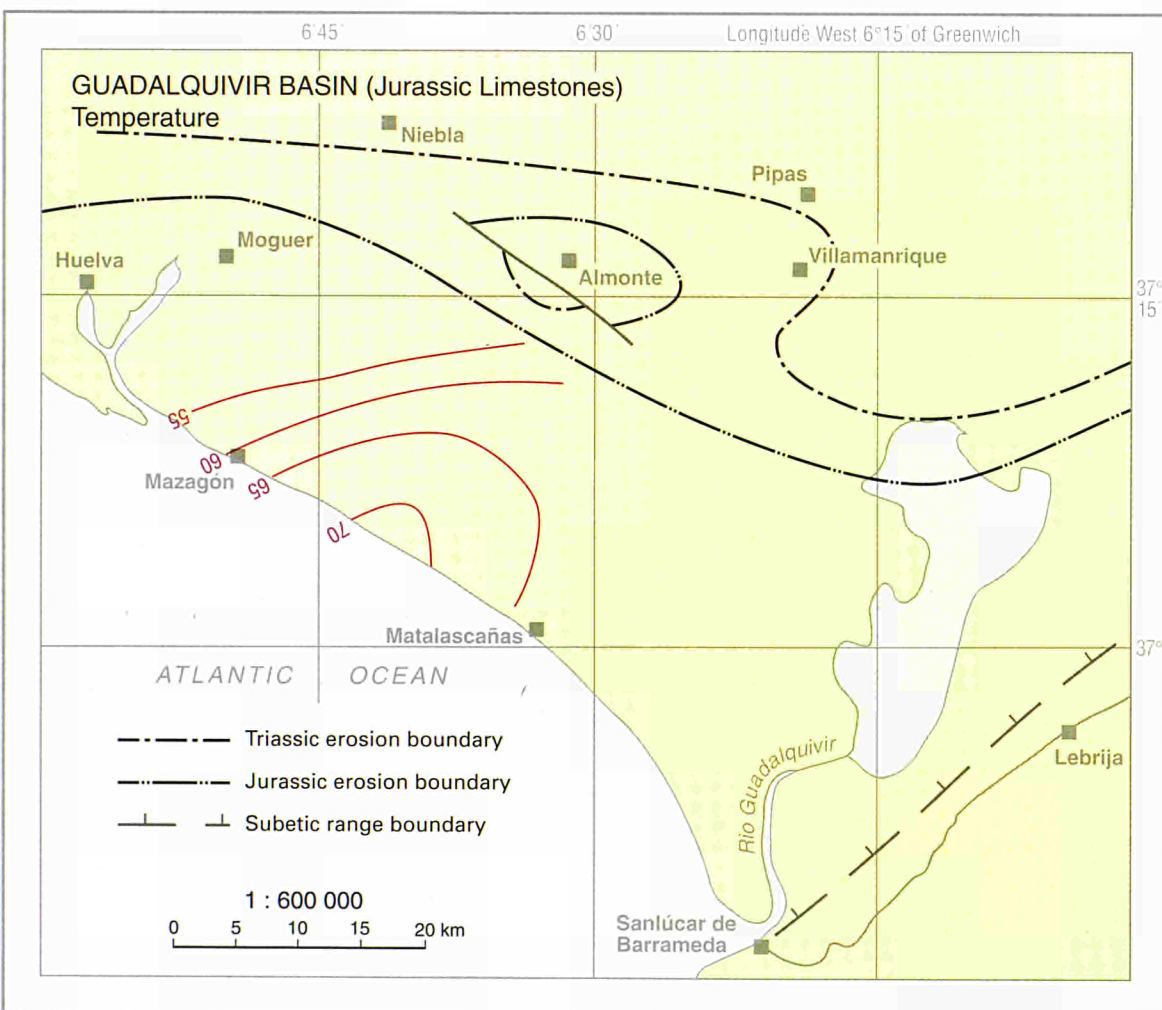 6°45'
6°30'
Longitude West 6°15' of Greenwich
GUADALQUIVIR BASIN (Jurassic Limestones)
Temperature
Niebla
Pipas
Moguer
Huelva
Almonte
Villamanrique
37°
15'
55
60
Mazagón
65
70
Matalascañas
37°
ATLANTIC OCEAN
Triassic erosion boundary
Jurassic erosion boundary
Subetic range boundary
Rio Guadalquivir
Lebrija
1 : 600 000
0 5 10 15 20 km
Sanlúcar de
Barrameda